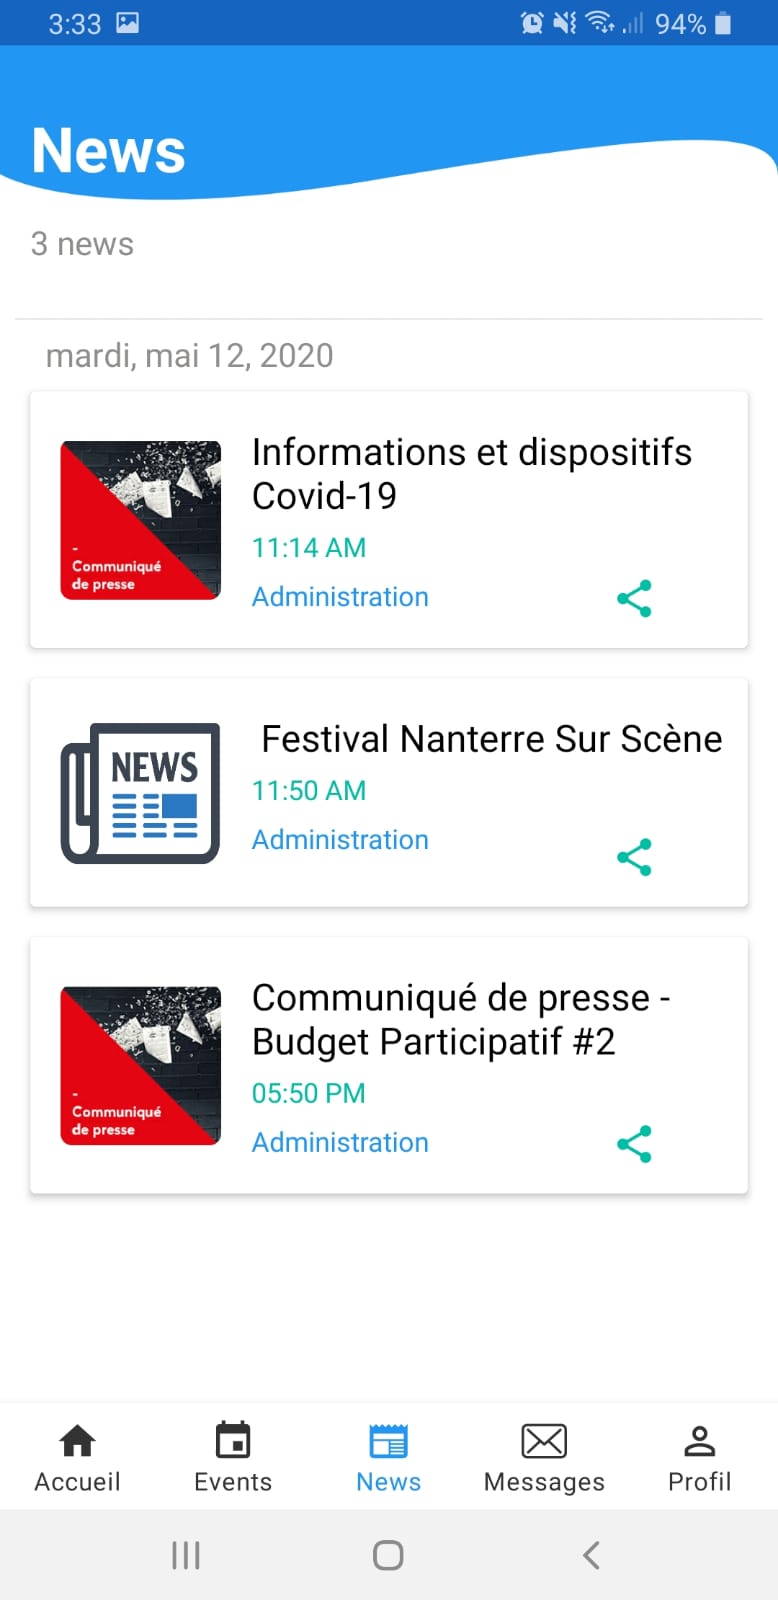 3:33
94%
News
3 news
mardi, mai 12, 2020
-
Communiqué
de presse
Informations et dispositifs
Covid-19
11:14 AM
Administration
NEWS
Festival Nanterre Sur Scène
11:50 AM
Administration
-
Communiqué
de presse
Communiqué de presse -
Budget Participatif #2
05:50 PM
Administration
Accueil
Events
News
Messages
Profil